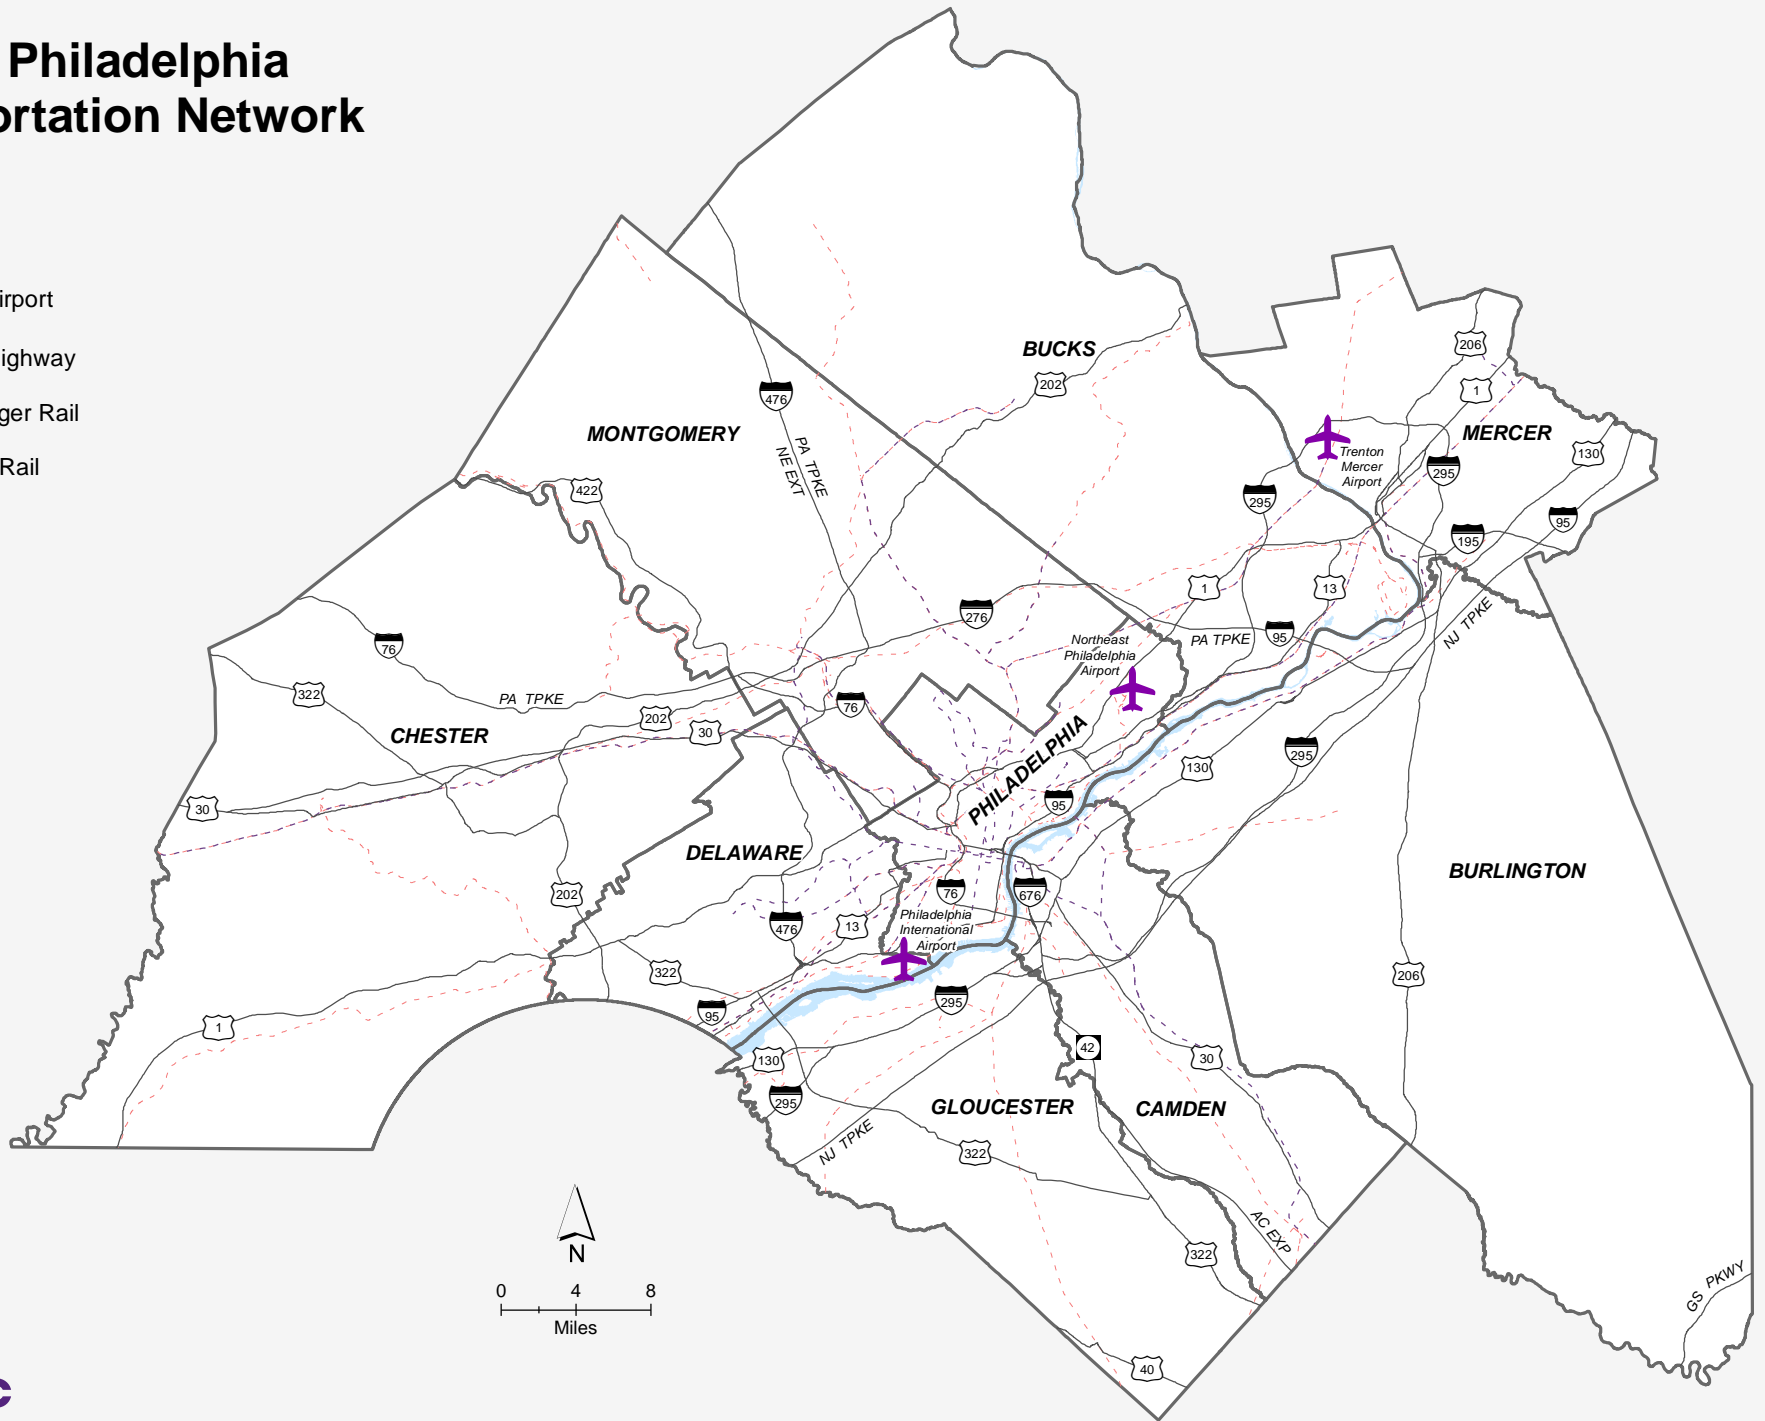 Philadelphia
ortation Network
irport
ighway
ger Rail
Rail
BUCKS
206
202
1
476
MONTGOMERY
MERCER
130
Trenton
Mercer
Airport
295
PA TPKE
NE EXT
422
295
95
195
1
13
276
NJ TPKE
76
Northeast
Philadelphia
Airport
PA TPKE
95
322
PA TPKE
202
76
30
CHESTER
PHILADELPHIA
295
130
30
95
DELAWARE
BURLINGTON
202
76
676
476
13
Philadelphia
International
Airport
322
206
295
95
1
42
130
30
295
GLOUCESTER
CAMDEN
NJ TPKE
322
AC EXP
322
N
0 4 8
Miles
GS PKWY
40
c